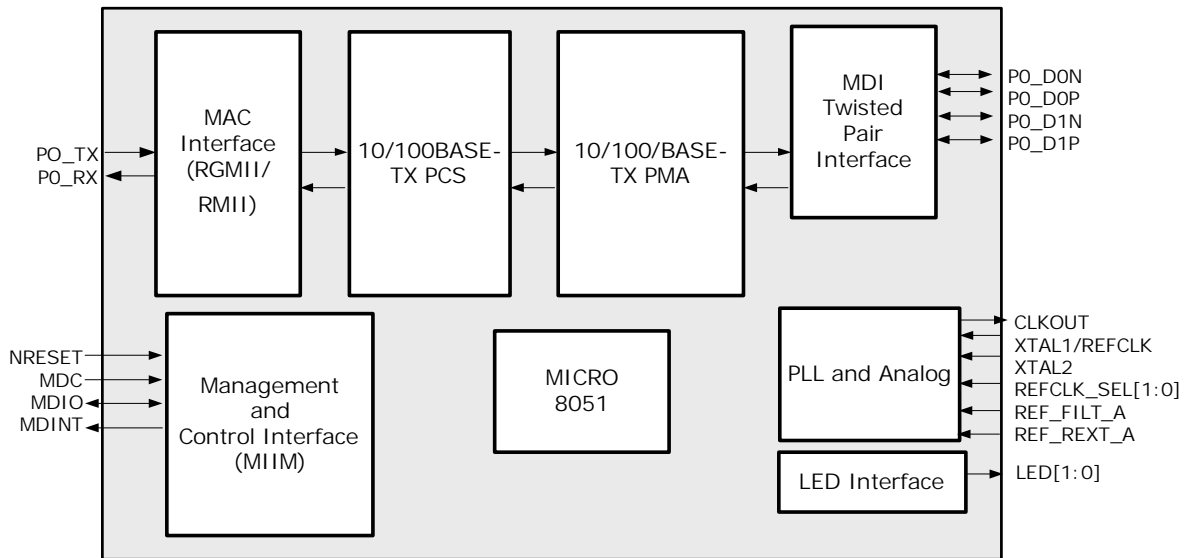 PO_TX
P0_RX
MAC
Interface
(RGMII/
RMII)
10/100BASE-
TX PCS
10/100/BASE-
TX PMA
MDI
Twisted
Pair
Interface
P0_D0N
P0_D0P
P0_D1N
P0_D1P
NRESET
MDC
MDIO
MDINT
Management
and
Control Interface
(MIIM)
MICRO
8051
PLL and Analog
CLKOUT
XTAL1/REFCLK
XTAL2
REFCLK_SEL[1:0]
REF_FILT_A
REF_REXT_A
LED Interface
LED[1:0]